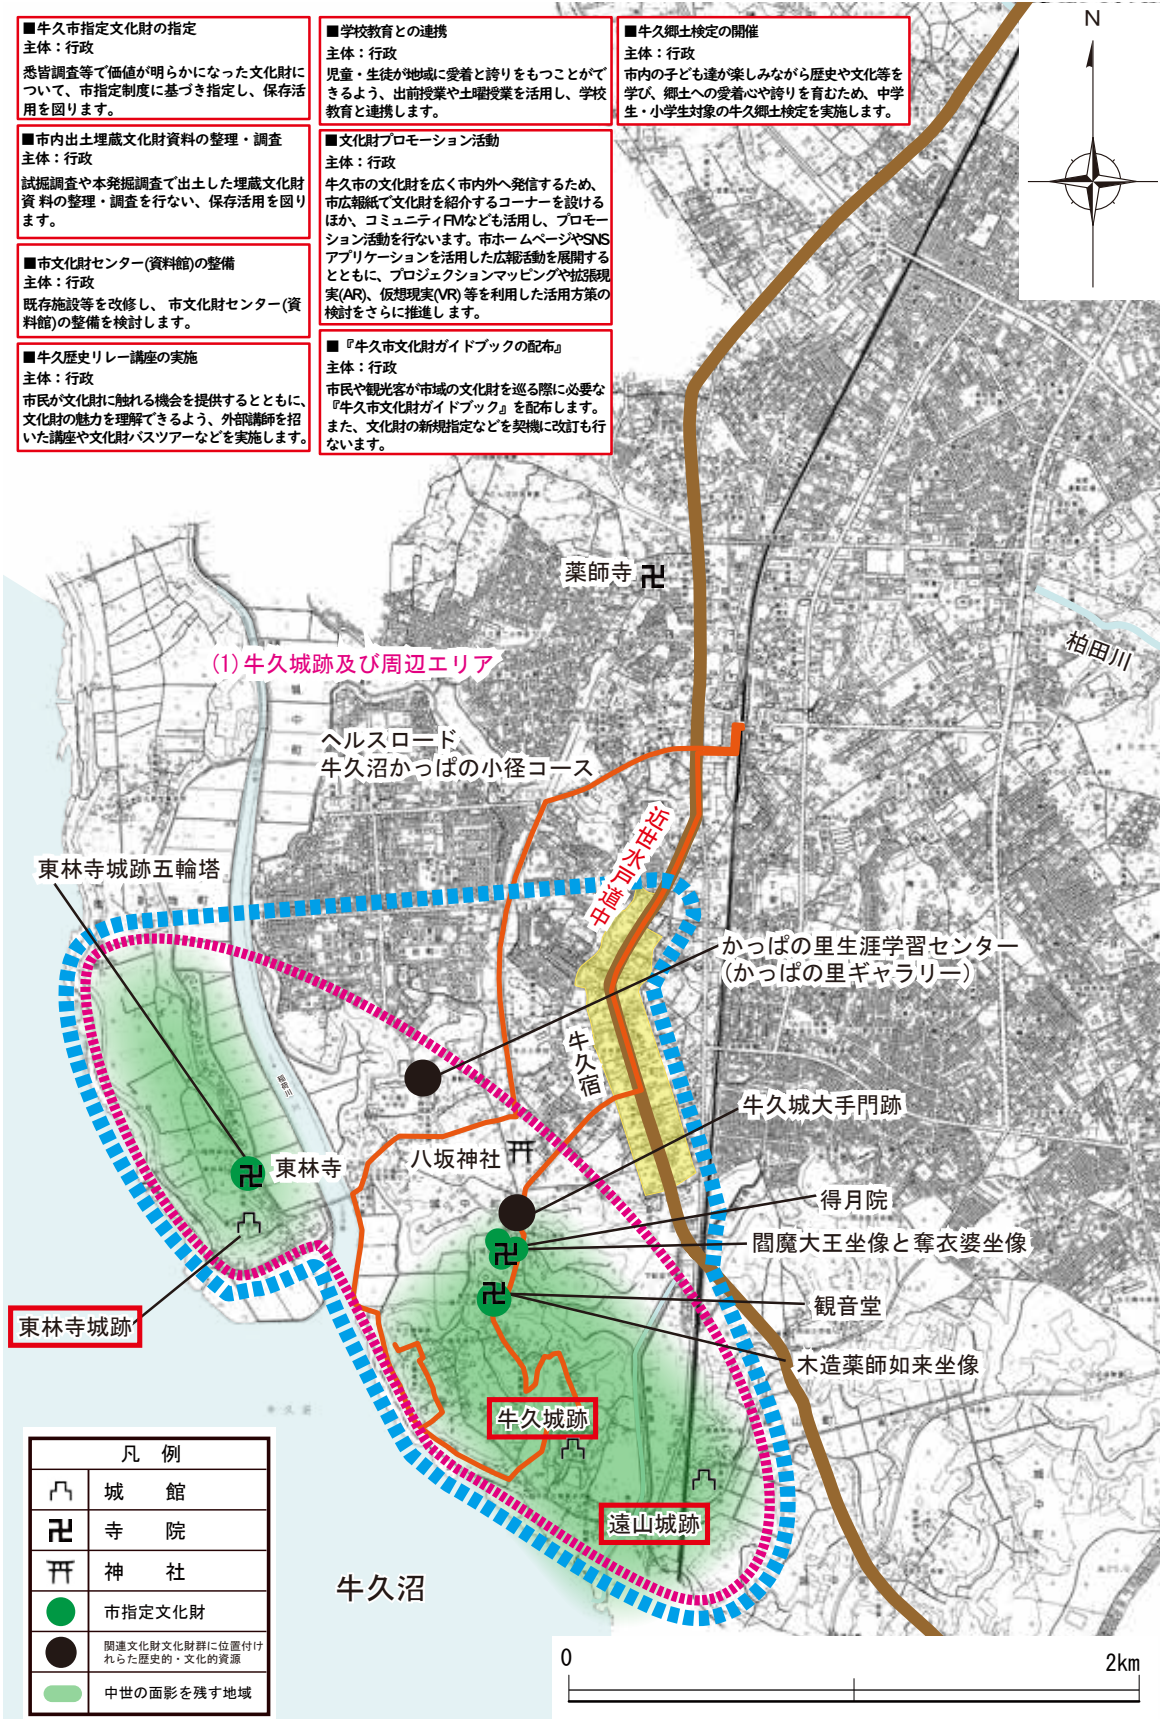 ■牛久市指定文化財の指定
主体：行政
悉皆調査等で価値が明らかになった文化財に
ついて、市指定制度に基づき指定し、保存活
用を図ります。
■市内出土埋蔵文化財資料の整理・調査
主体：行政
試掘調査や本発掘調査で出土した埋蔵文化財
資 料の整理・調査を行ない、保存活用を図り
ます。
■市文化財センター(資料館)の整備
主体：行政
既存施設等を改修し、 市文化財センター(資
料館)の整備を検討します。
■牛久歴史リレー講座の実施
主体：行政
市民が文化財に触れる機会を提供するとともに、
文化財の魅力を理解できるよう、外部講師を招
いた講座や文化財バスツアーなどを実施します。
■学校教育との連携
主体：行政
児童・生徒が地域に愛着と誇りをもつことがで
きるよう、出前授業や土曜授業を活用し、学校
教育と連携します。
■文化財プロモーション活動
主体：行政
牛久市の文化財を広く市内外へ発信するため、
市広報紙で文化財を紹介するコーナーを設ける
ほか、コミュニティFMなども活用し、プロモー
ション活動を行ないます。市ホームページやSNS
アプリケーションを活用した広報活動を展開する
とともに、プロジェクションマッピングや拡張現
実(AR)、仮想現実(VR) 等を利用した活用方策の
検討をさらに推進します。
■『牛久市文化財ガイドブックの配布』
主体：行政
市民や観光客が市域の文化財を巡る際に必要な
『牛久市文化財ガイドブック』を配布します。
また、文化財の新規指定などを契機に改訂も行
ないます。
■牛久郷土検定の開催
主体：行政
市内の子ども達が楽しみながら歴史や文化等を
学び、郷土への愛着心や誇りを育むため、中学
生・小学生対象の牛久郷土検定を実施します。
N
薬師寺
柏田川
(1)牛久城跡及び周辺エリア
ヘルスロード
牛久沼かっぱの小径コース
近世水戸道中
東林寺城跡五輪塔
かっぱの里生涯学習センター
(かっぱの里ギャラリー)
牛久宿
牛久城大手門跡
八坂神社
東林寺
得月院
閻魔大王坐像と奪衣婆坐像
観音堂
東林寺城跡
木造薬師如来坐像
牛久城跡
遠山城跡
牛久沼
凡 例
城 館
寺 院
神 社
市指定文化財
関連文化財文化財群に位置付け
れらた歴史的・文化的資源
中世の面影を残す地域
0
2km